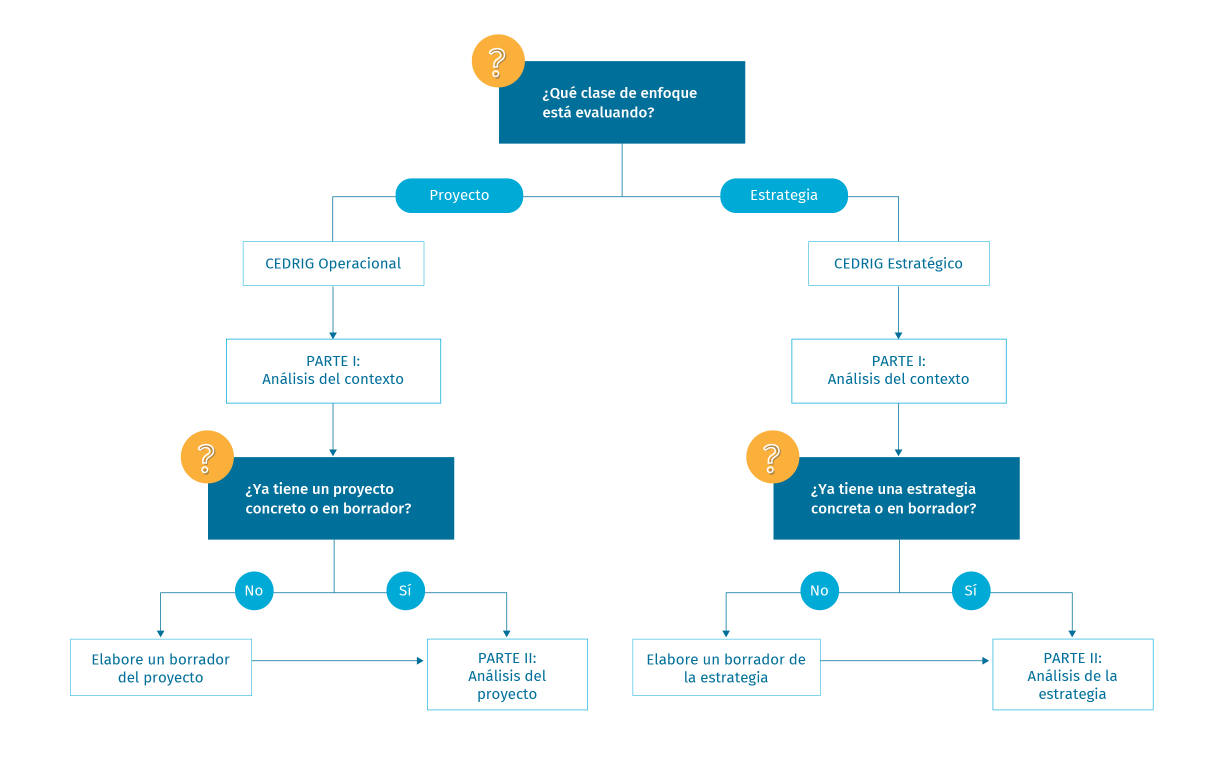 ?
¿Qué clase de enfoque
está evaluando?
Proyecto
Estrategia
CEDRIG Operacional
CEDRIG Estratégico
PARTE I:
Análisis del contexto
PARTE I:
Análisis del contexto
?
¿Ya tiene un proyecto
concreto o en borrador?
?
¿Ya tiene una estrategia
concreta o en borrador?
No
Sí
No
Sí
Elabore un borrador
del proyecto
PARTE II:
Análisis del
proyecto
Elabore un borrador de
la estrategia
PARTE II:
Análisis de la
estrategia